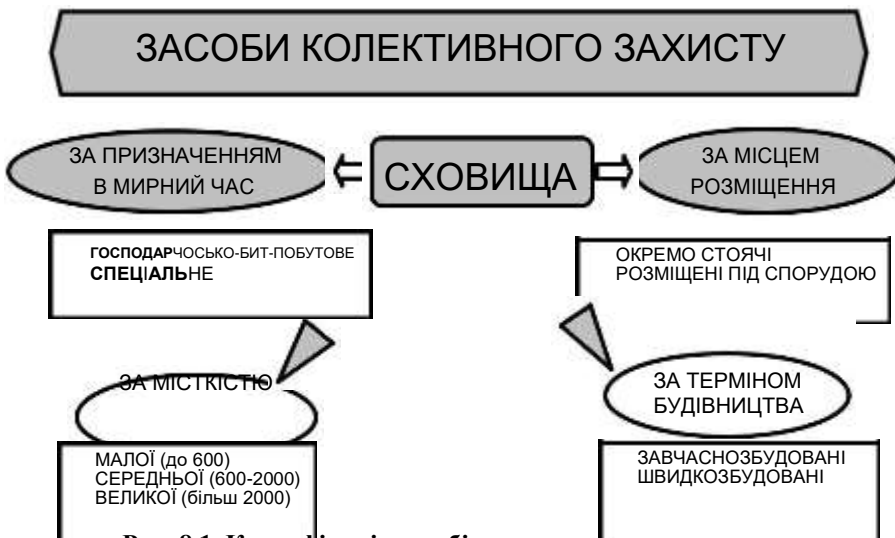 ЗАСОБИ КОЛЕКТИВНОГО ЗАХИСТУ
ЗА ПРИЗНАЧЕННЯМ
В МИРНИЙ ЧАС
СХОВИЩА
ЗА МІСЦЕМ
РОЗМІЩЕННЯ
ГОСПОДАРЧОСЬКО-БИТ-ПОБУТОВЕ
СПЕЦІАЛЬНЕ
ОКРЕМО СТОЯЧІ
РОЗМІЩЕНІ ПІД СПОРУДОЮ
ЗА МІСТКІСТЮ
ЗА ТЕРМІНОМ
БУДІВНИЦТВА
МАЛОЇ (до 600)
СЕРЕДНЬОЇ (600-2000)
ВЕЛИКОЇ (більш 2000)
ЗАВЧАСНОЗБУДОВАНІ
ШВИДКОЗБУДОВАНІ